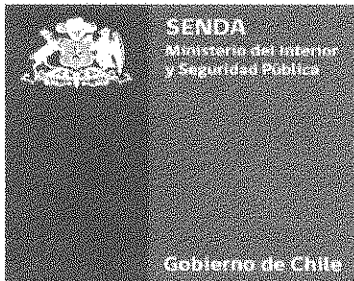 SENDA
Ministerio del Interior
y Seguridad Pública
Gobierno de Chile